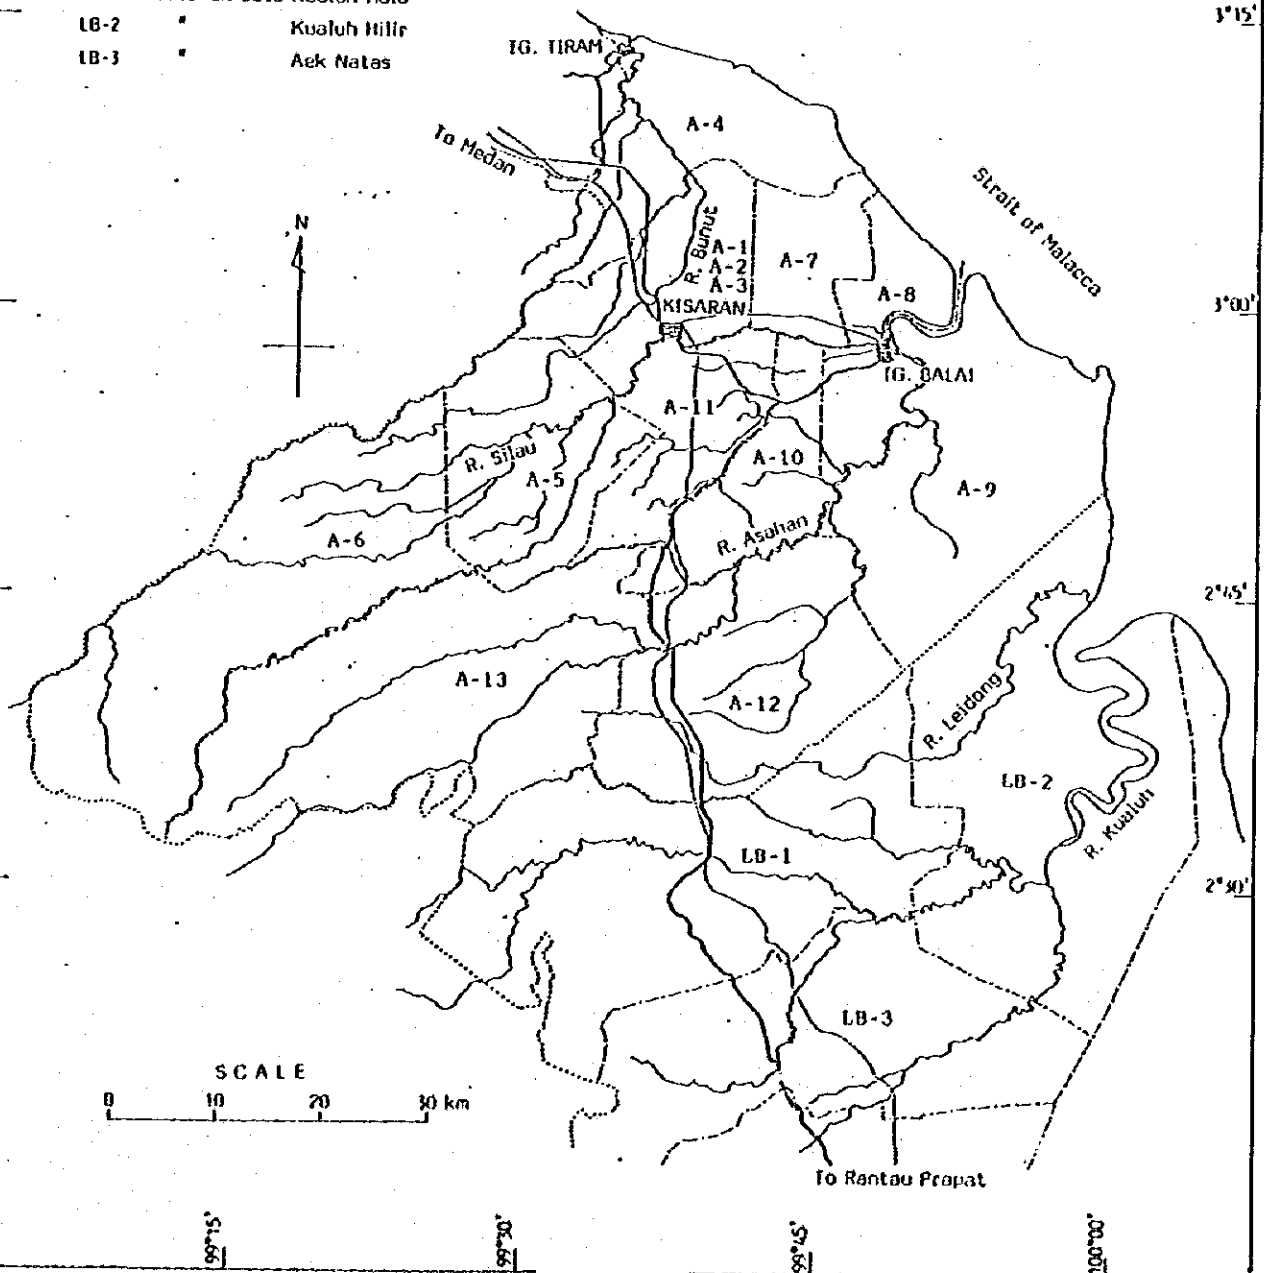 LB-2 " Kualuh Hilir
LB-3 " Aek Natas
3°15'
TG. TIRAM
A-4
To Medan
Strait of Malacca
N
R. Bunut
A-1
A-2
A-3
A-7
A-8
KISARAN
3°00'
TG. BALAI
A-11
R. Silau
A-5
A-10
A-9
A-6
R. Asahan
2°45'
A-13
A-12
R. Leidong
LB-2
R. Kualuh
LB-1
2°30'
LB-3
SCALE
0 10 20 30 km
To Rantau Prapat
99°15'
99°30'
99°45'
100°00'